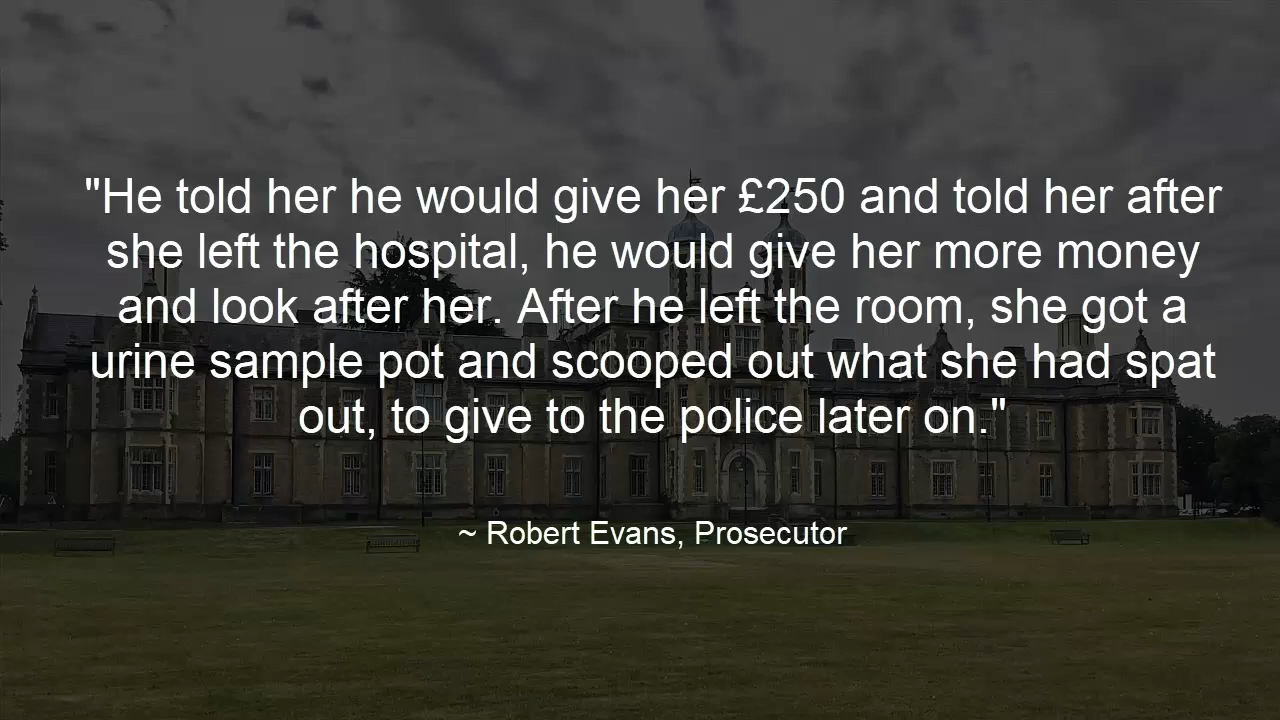 "He told her he would give her £250 and told her after
she left the hospital, he would give her more money
and look after her. After he left the room, she got a
urine sample pot and scooped out what she had spat
out, to give to the police later on."
~ Robert Evans, Prosecutor